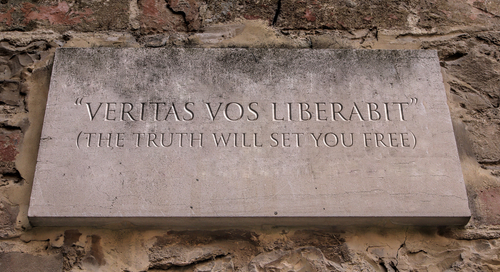 “VERITAS VOS LIBERABIT”
(THE TRUTH WILL SET YOU FREE)